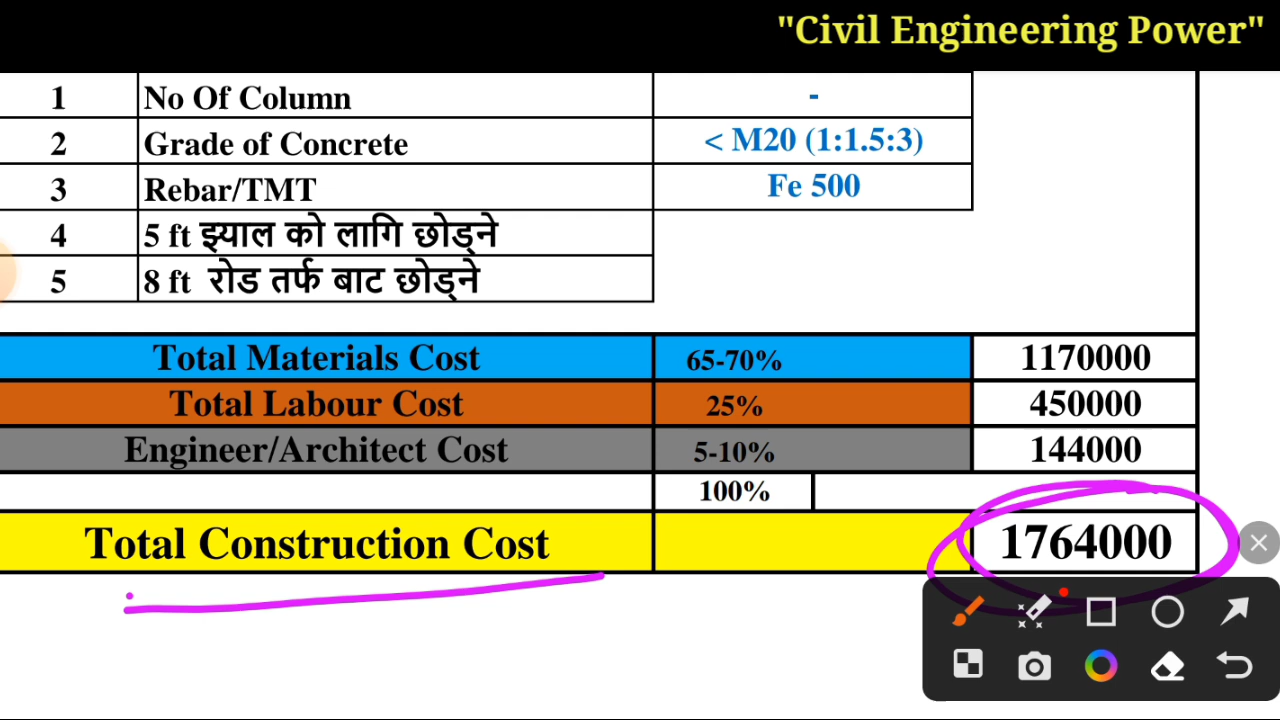 "Civil Engineering Power"
1 No Of Column -
2 Grade of Concrete < M20 (1:1.5:3)
3 Rebar/TMT Fe 500
4 5 ft झ्याल को लागि छोड्ने
5 8 ft रोड तर्फ बाट छोड्ने
Total Materials Cost 65-70% 1170000
Total Labour Cost 25% 450000
Engineer/Architect Cost 5-10% 144000
100%
Total Construction Cost 1764000